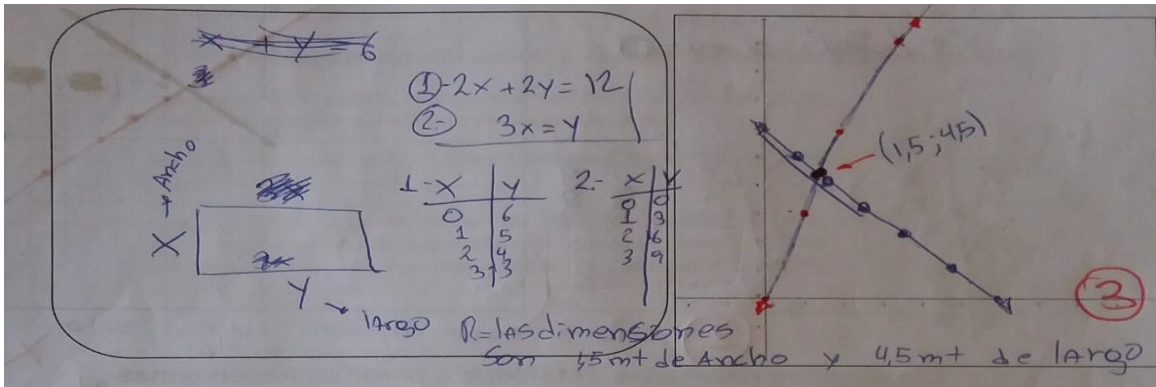 X + Y = 6
① - 2x + 2y = 12
②- 3x = y
X → Ancho
Y → largo
1- X | Y
0 | 6
1 | 5
2 | 4
3 | 3
2.- X | Y
0 | 0
1 | 3
2 | 6
3 | 9
(1,5 ; 4,5)
3
R= las dimensiones
Son 1,5 mt de Ancho y 4,5 mt de largo